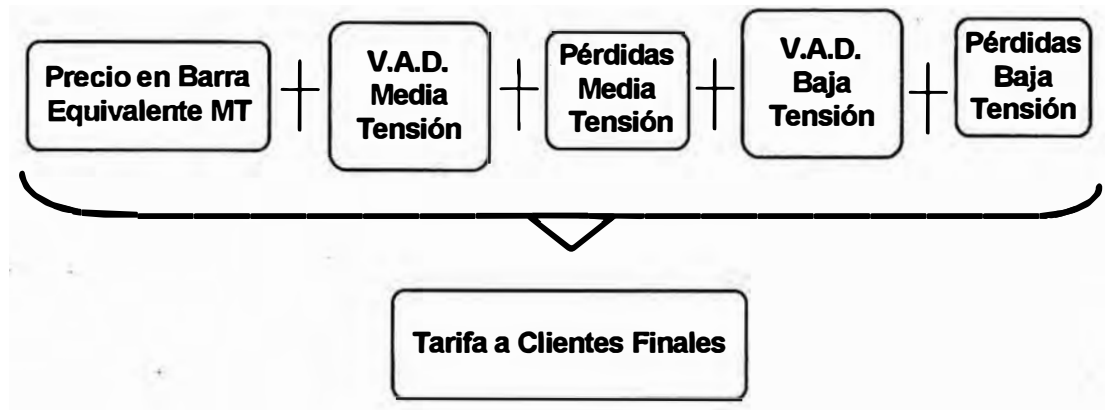 Precio en Barra
Equivalente MT
+
V.A.D.
Media
Tensión
+
Pérdidas
Media
Tensión
+
V.A.D.
Baja
Tensión
+
Pérdidas
Baja
Tensión
Tarifa a Clientes Finales